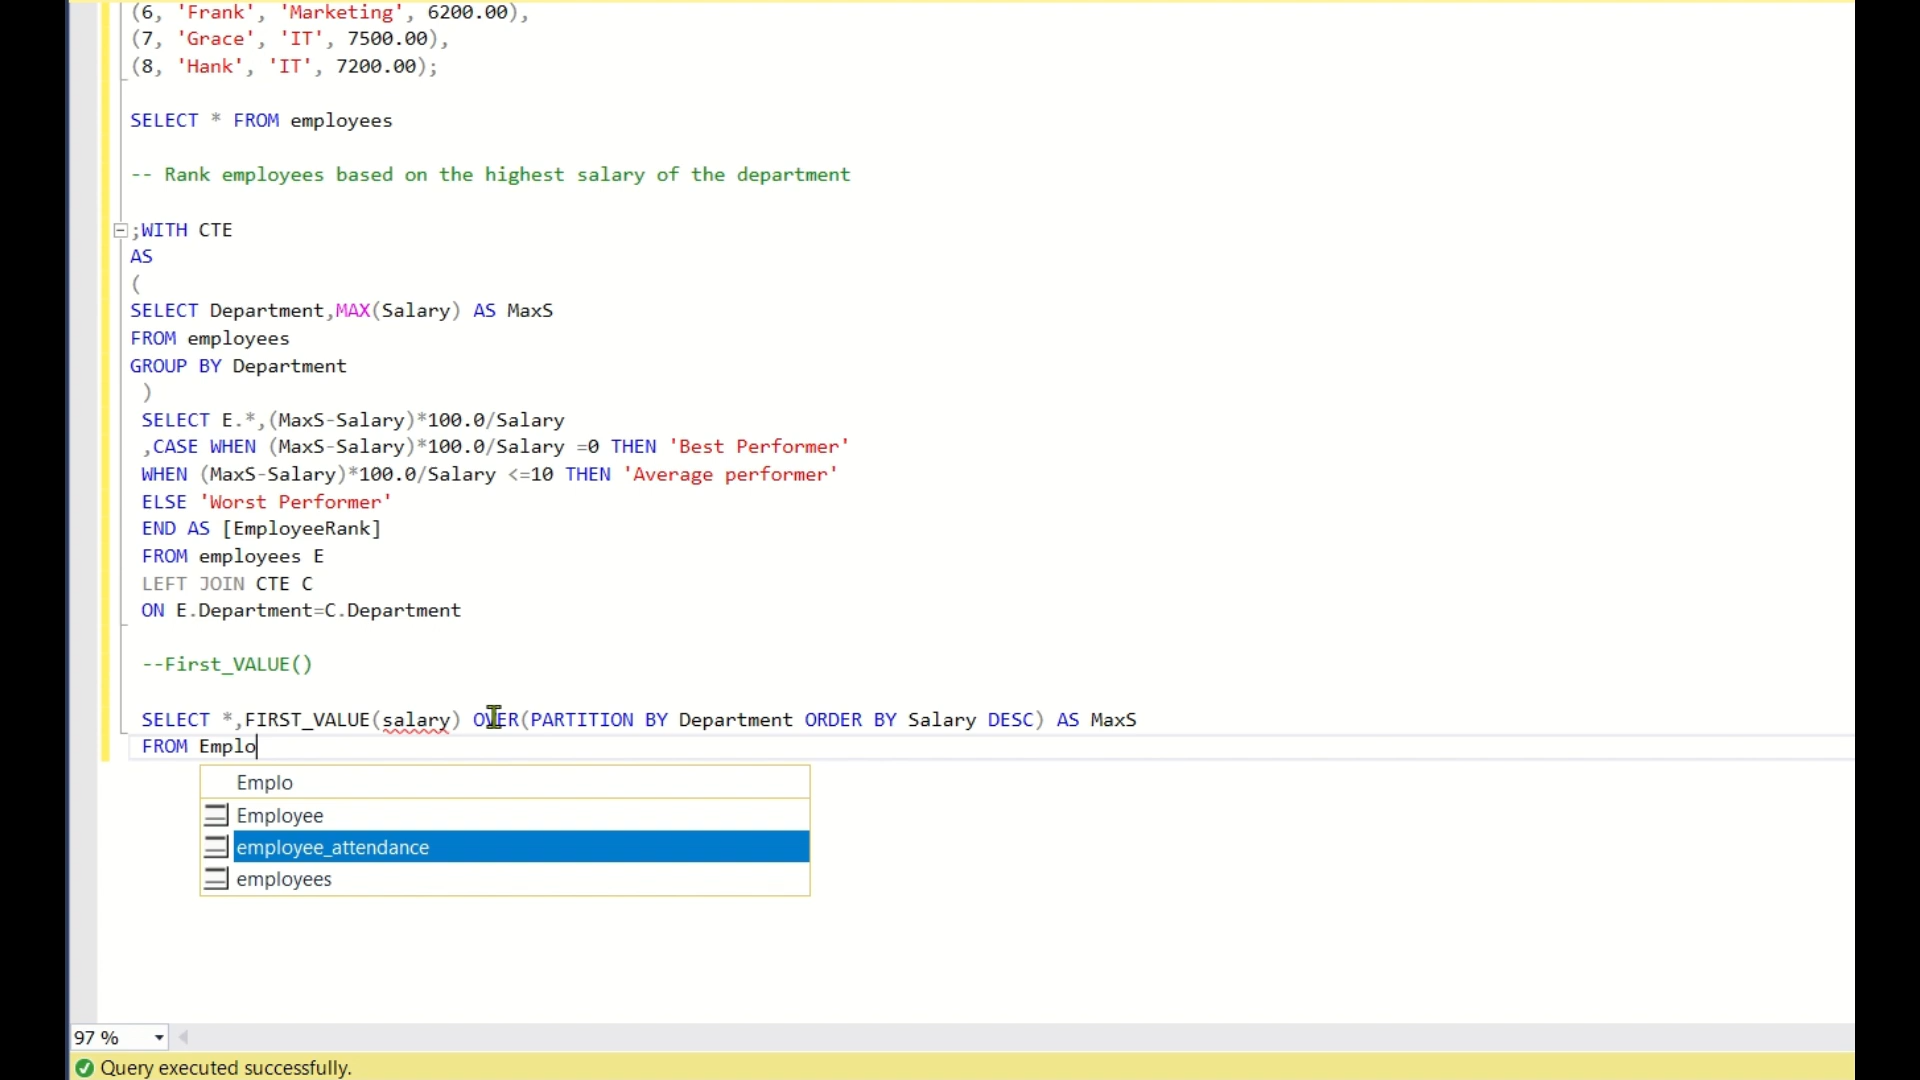 (6, 'Frank', 'Marketing', 6200.00),
(7, 'Grace', 'IT', 7500.00),
(8, 'Hank', 'IT', 7200.00);
SELECT * FROM employees
-- Rank employees based on the highest salary of the department
;WITH CTE
AS
(
SELECT Department,MAX(Salary) AS MaxS
FROM employees
GROUP BY Department
)
SELECT E.*,(MaxS-Salary)*100.0/Salary
,CASE WHEN (MaxS-Salary)*100.0/Salary =0 THEN 'Best Performer'
WHEN (MaxS-Salary)*100.0/Salary <=10 THEN 'Average performer'
ELSE 'Worst Performer'
END AS [EmployeeRank]
FROM employees E
LEFT JOIN CTE C
ON E.Department=C.Department
--First_VALUE()
SELECT *,FIRST_VALUE(salary) OVER(PARTITION BY Department ORDER BY Salary DESC) AS MaxS
FROM Emplo
Emplo
Employee
employee_attendance
employees
97 %
Query executed successfully.